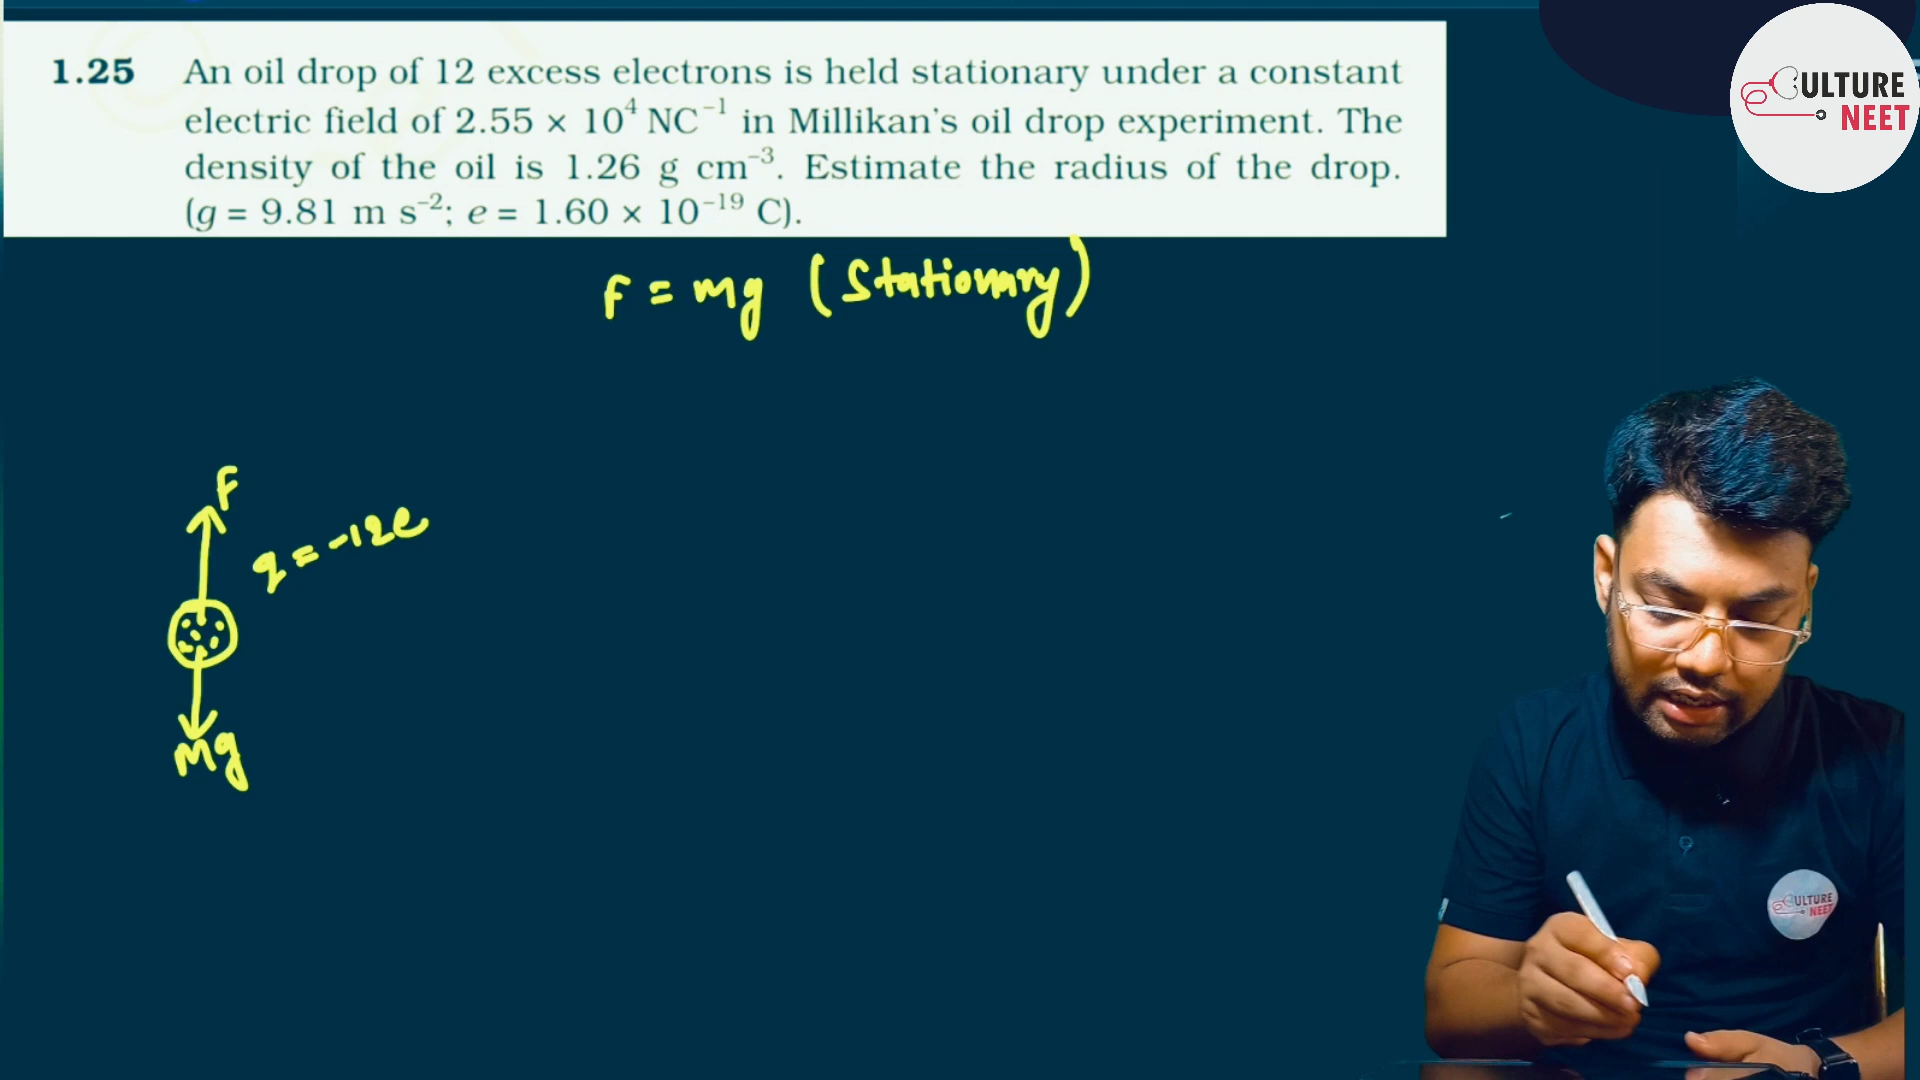 1.25 An oil drop of 12 excess electrons is held stationary under a constant
electric field of 2.55 × 10⁴ NC⁻¹ in Millikan's oil drop experiment. The
density of the oil is 1.26 g cm⁻³. Estimate the radius of the drop.
(g = 9.81 m s⁻²; e = 1.60 × 10⁻¹⁹ C).
CULTURE
NEET
F = mg (Stationary)
F
q = -12e
Mg
CULTURE
NEET